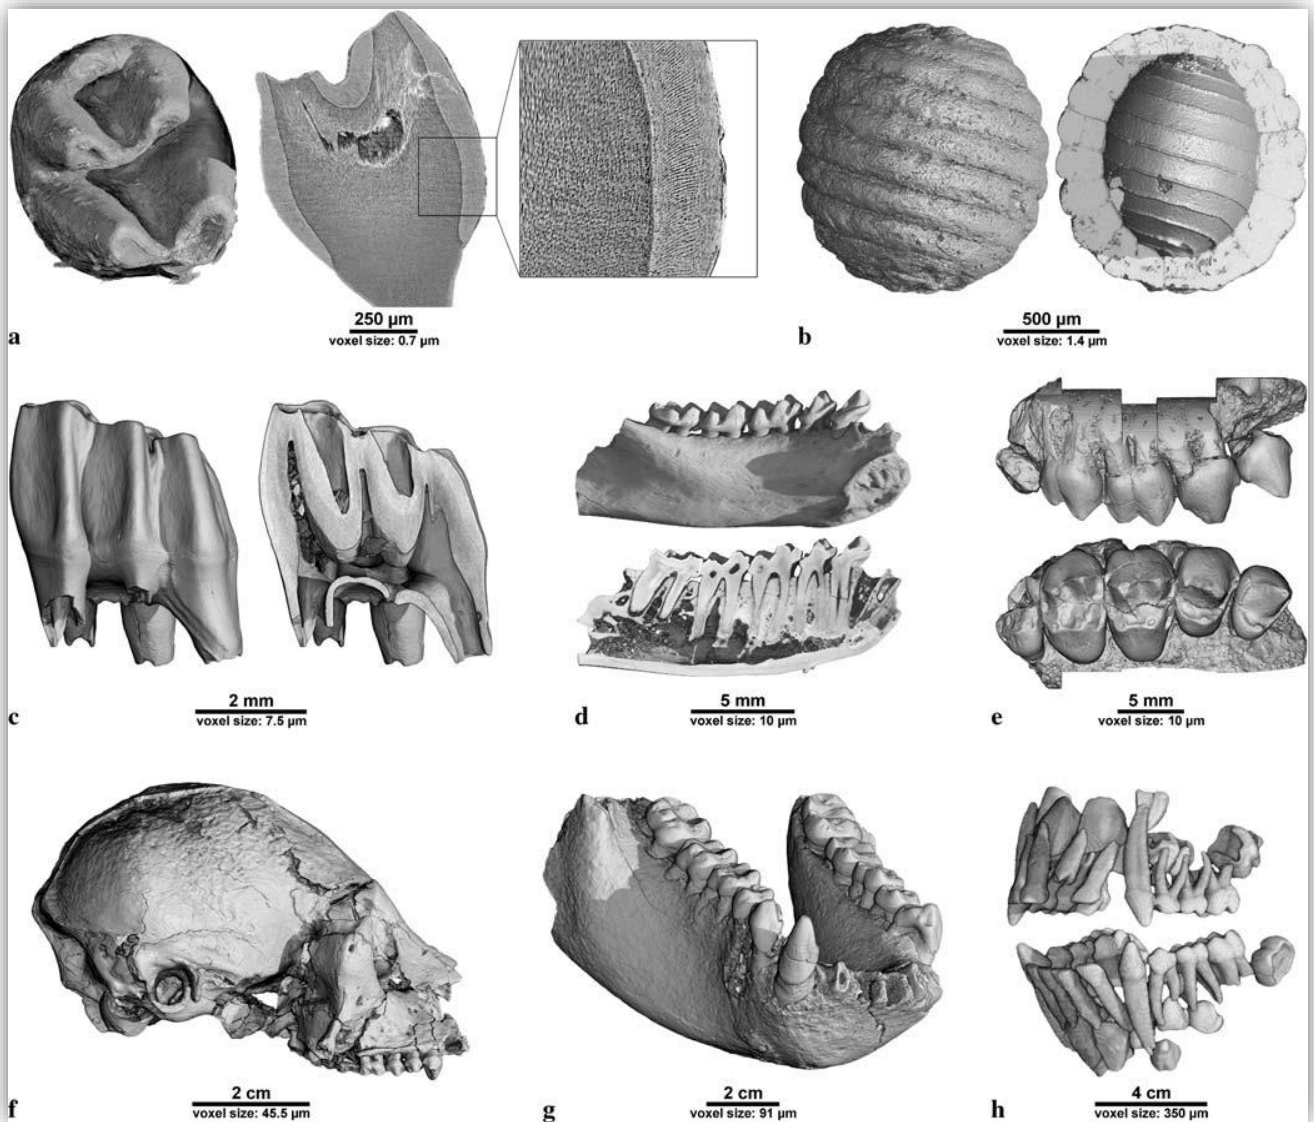 250 µm
a
voxel size: 0.7 µm
500 µm
b
voxel size: 1.4 µm
2 mm
c
voxel size: 7.5 µm
5 mm
d
voxel size: 10 µm
5 mm
e
voxel size: 10 µm
2 cm
f
voxel size: 45.5 µm
2 cm
g
voxel size: 91 µm
4 cm
h
voxel size: 350 µm